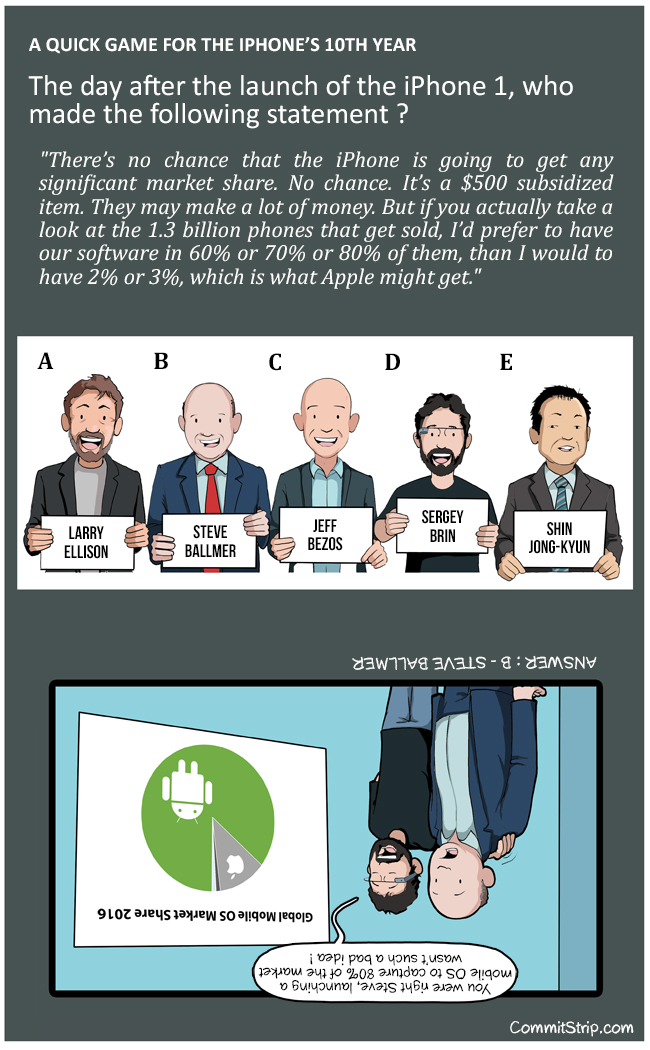 A QUICK GAME FOR THE IPHONE'S 10TH YEAR
The day after the launch of the iPhone 1, who
made the following statement ?
"There's no chance that the iPhone is going to get any
significant market share. No chance. It's a $500 subsidized
item. They may make a lot of money. But if you actually take a
look at the 1.3 billion phones that get sold, I'd prefer to have
our software in 60% or 70% or 80% of them, than I would to
have 2% or 3%, which is what Apple might get."
A B C D E
LARRY
ELLISON
STEVE
BALLMER
JEFF
BEZOS
SERGEY
BRIN
SHIN
JONG-KYUN
ANSWER : B - STEVE BALLMER
You were right Steve, launching a
mobile OS to capture 80% of the market
wasn't such a bad idea !
Global Mobile OS Market Share 2016
CommitStrip.com